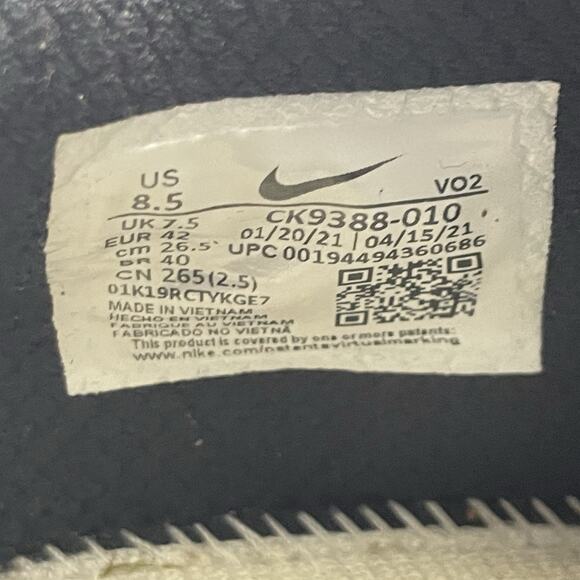 US
8.5
VO2
UK 7.5
CK9388-010
EUR 42
01/20/21 | 04/15/21
cm 26.5
UPC 00194494360686
BR 40
CN 265(2.5)
01K19RCTYKGE7
MADE IN VIETNAM
HECHO EN VIETNAM
FABRIQUE AU VIETNAM
FABRICADO NO VIETNÃ
This product is covered by one or more patents:
www.nike.com/patentsvirtualmarking